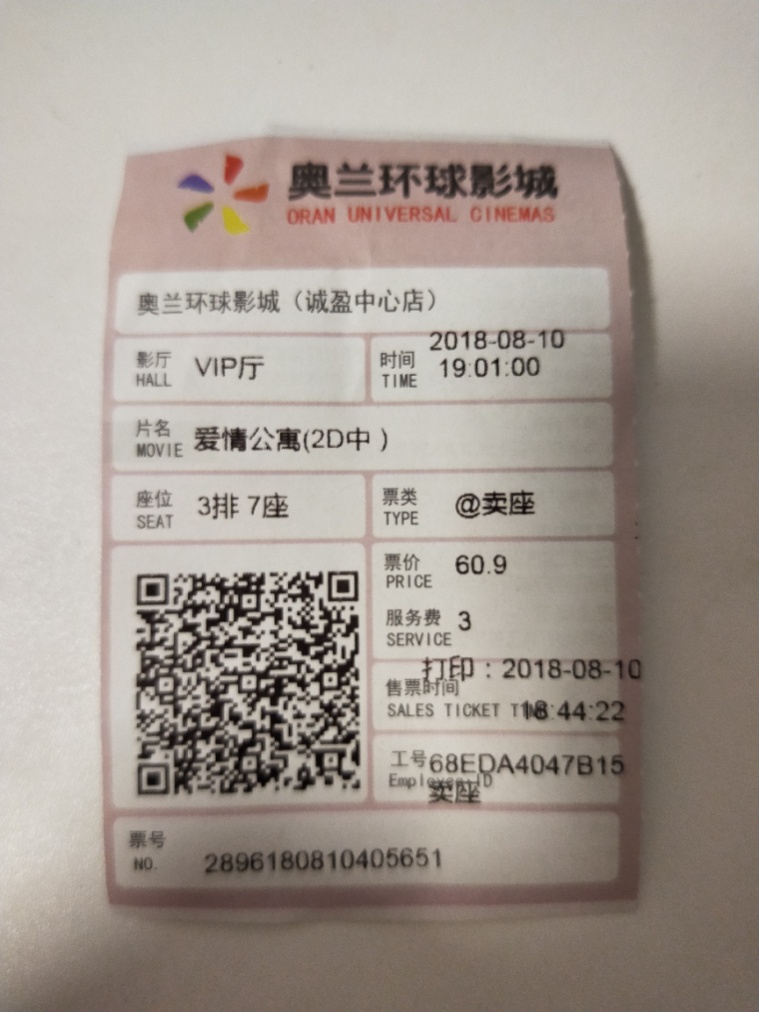 奥兰环球影城
ORAN UNIVERSAL CINEMAS
奥兰环球影城（诚盈中心店）
影厅 VIP厅
HALL
时间 2018-08-10
TIME 19:01:00
片名 爱情公寓(2D中 )
MOVIE
座位 3排 7座
SEAT
票类 @卖座
TYPE
票价 60.9
PRICE
服务费 3
SERVICE
打印：2018-08-10
售票时间
SALES TICKET TIME 18:44:22
工号 68EDA4047B15
Employee ID
卖座
票号
NO. 2896180810405651